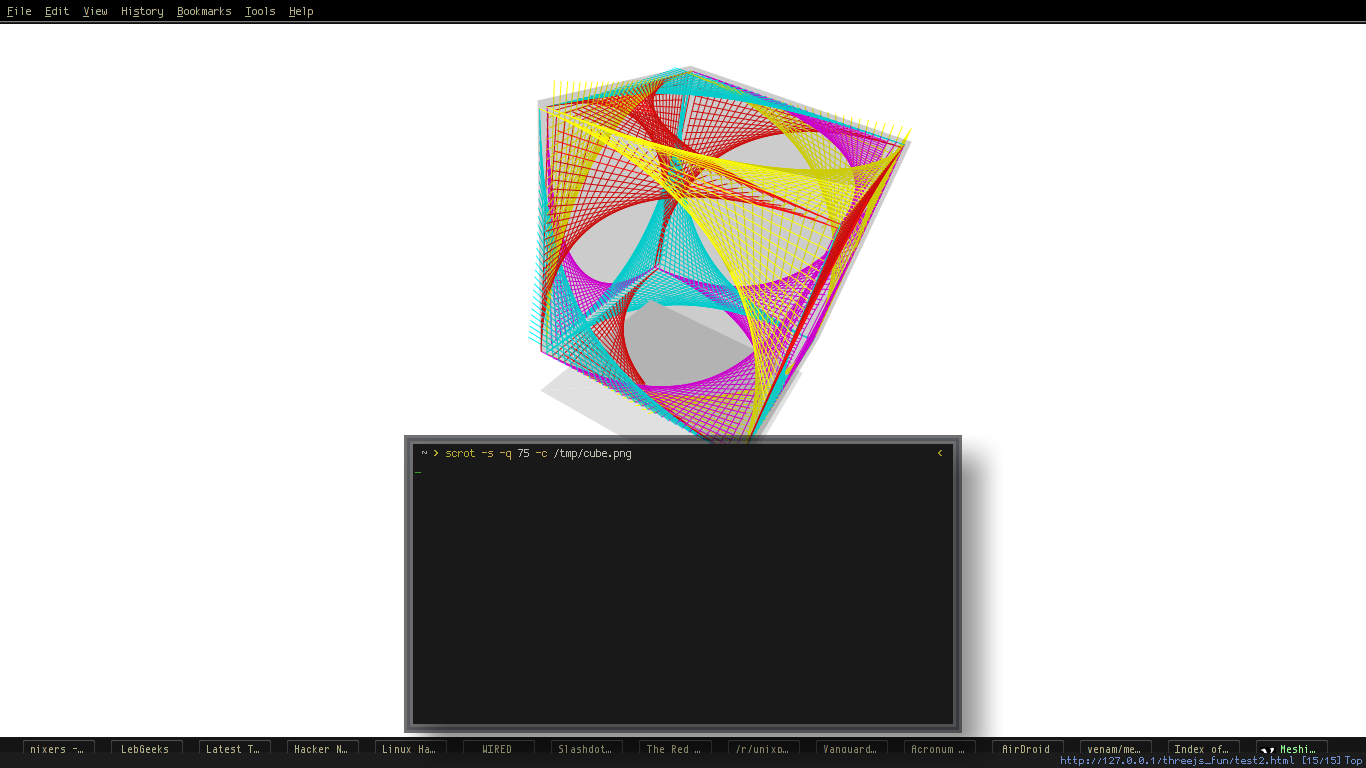 File Edit View History Bookmarks Tools Help
~ › scrot -s -q 75 -c /tmp/cube.png ‹
nixers -… LebGeeks Latest T… Hacker N… Linux Ha… WIRED Slashdot… The Red … /r/unixp… Vanguard… Acronum … AirDroid venam/me… Index of… Meshi…
http://127.0.0.1/threejs_fun/test2.html [15/15] Top